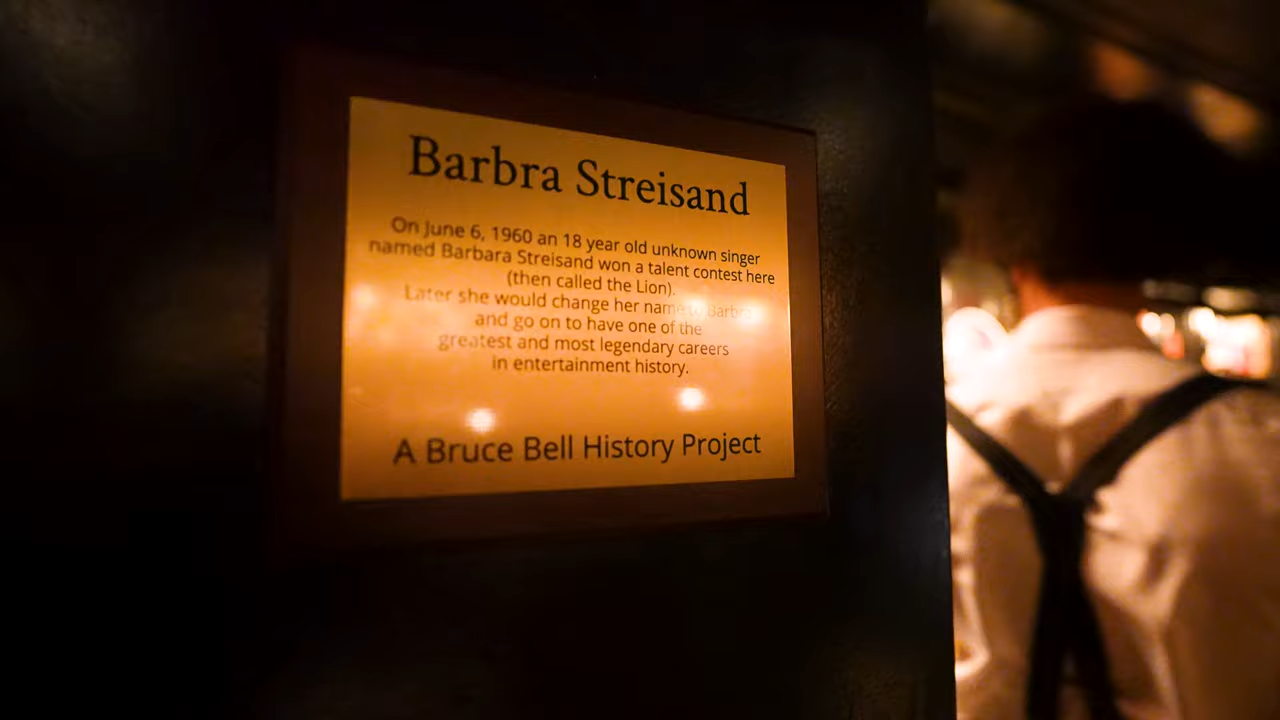 Barbra Streisand
On June 6, 1960 an 18 year old unknown singer
named Barbara Streisand won a talent contest here
(then called the Lion).
Later she would change her name to Barbra
and go on to have one of the
greatest and most legendary careers
in entertainment history.
A Bruce Bell History Project